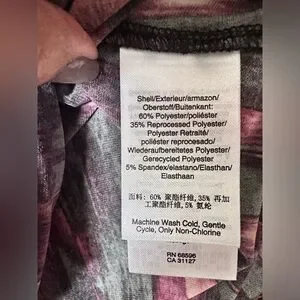 Shell/Exterieur/armazon/
Oberstoff/Buitenkant:
60% Polyester/poliéster
35% Reprocessed Polyester/
Polyester Retraité/
poliéster reprocesado/
Wiederaufbereitetes Polyester/
Gerecycled Polyester
5% Spandex/elastano/Elasthan/
Elasthaan
面料: 60% 聚酯纤维,35% 再加
工聚酯纤维,5% 氨纶
Machine Wash Cold, Gentle
Cycle, Only Non-Chlorine
RN 68596
CA 31127